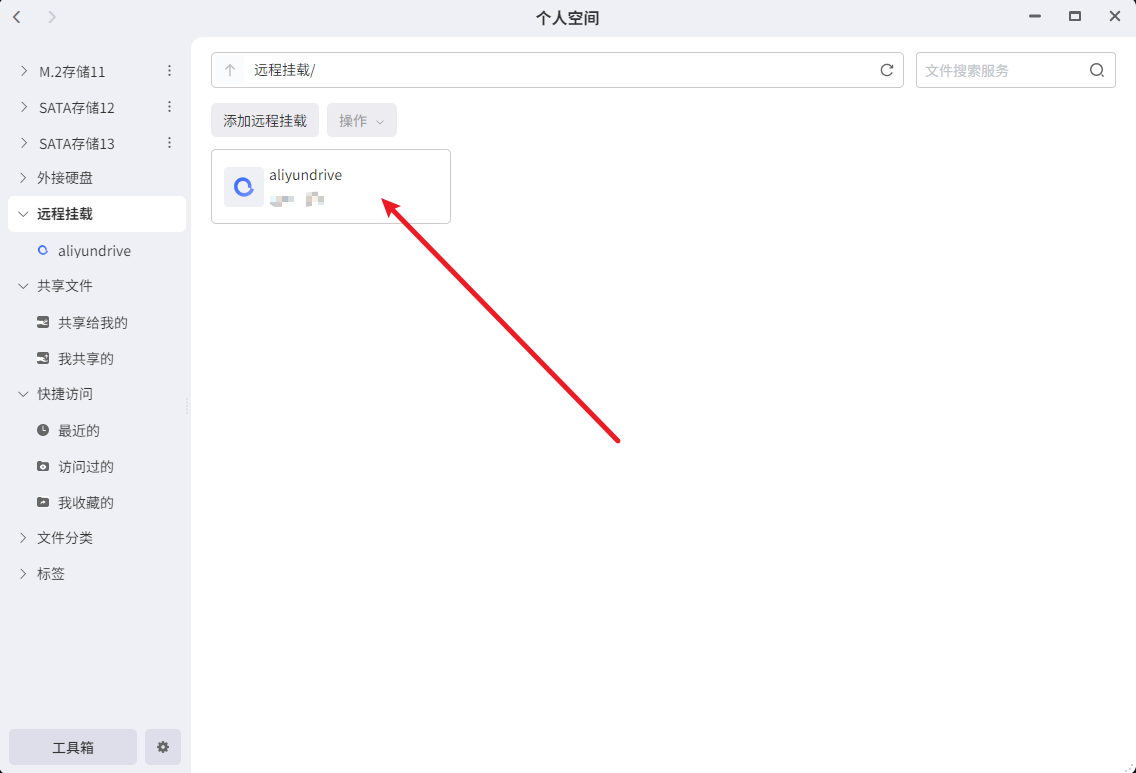 个人空间
M.2存储11
SATA存储12
SATA存储13
外接硬盘
远程挂载
aliyundrive
共享文件
共享给我的
我共享的
快捷访问
最近的
访问过的
我收藏的
文件分类
标签
工具箱
远程挂载/
文件搜索服务
添加远程挂载
操作
aliyundrive